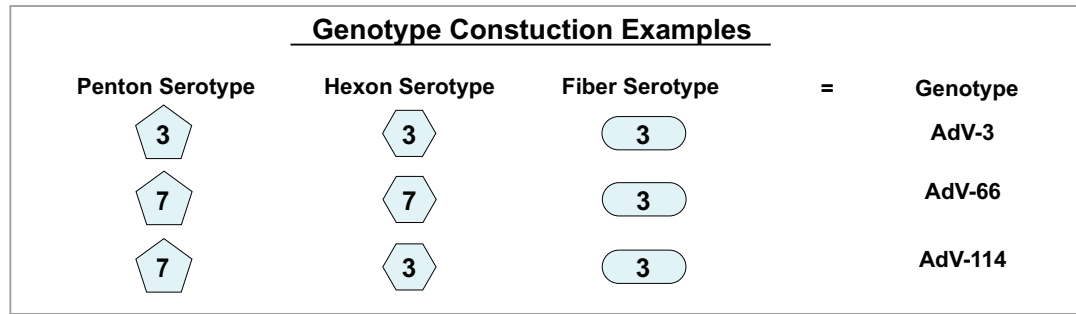 Genotype Constuction Examples
Penton Serotype Hexon Serotype Fiber Serotype = Genotype
3 3 3 AdV-3
7 7 3 AdV-66
7 3 3 AdV-114